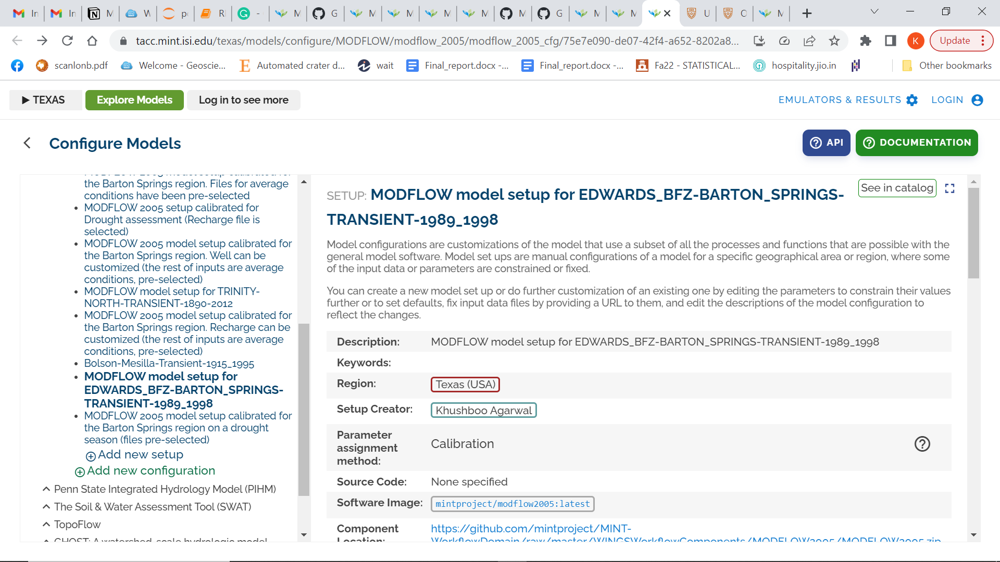 In
In
M
W
po
RI
-
M
G
M
M
M
M
M
G
M
M
U
O
M
tacc.mint.isi.edu/texas/models/configure/MODFLOW/modflow_2005/modflow_2005_cfg/75e7e090-de07-42f4-a652-8202a8...
K
Update
scanlonb.pdf
Welcome - Geoscie...
Automated crater d...
wait
Final_report.docx -...
Final_report.docx -...
Fa22 - STATISTICAL...
hospitality.jio.in
Other bookmarks
▶ TEXAS
Explore Models
Log in to see more
EMULATORS & RESULTS
LOGIN
Configure Models
API
DOCUMENTATION
the Barton Springs region. Files for average
conditions have been pre-selected
MODFLOW 2005 setup calibrated for
Drought assessment (Recharge file is
selected)
MODFLOW 2005 model setup calibrated for
the Barton Springs region. Well can be
customized (the rest of inputs are average
conditions, pre-selected)
MODFLOW model setup for TRINITY-
NORTH-TRANSIENT-1890-2012
MODFLOW 2005 model setup calibrated for
the Barton Springs region. Recharge can be
customized (the rest of inputs are average
conditions, pre-selected)
Bolson-Mesilla-Transient-1915_1995
MODFLOW model setup for
EDWARDS_BFZ-BARTON_SPRINGS-
TRANSIENT-1989_1998
MODFLOW 2005 model setup calibrated for
the Barton Springs region on a drought
season (files pre-selected)
Add new setup
Add new configuration
Penn State Integrated Hydrology Model (PIHM)
The Soil & Water Assessment Tool (SWAT)
TopoFlow
GHOST: A watershed-scale hydrologic model
SETUP: MODFLOW model setup for EDWARDS_BFZ-BARTON_SPRINGS-
TRANSIENT-1989_1998
See in catalog
Model configurations are customizations of the model that use a subset of all the processes and functions that are possible with the
general model software. Model set ups are manual configurations of a model for a specific geographical area or region, where some
of the input data or parameters are constrained or fixed.
You can create a new model set up or do further customization of an existing one by editing the parameters to constrain their values
further or to set defaults, fix input data files by providing a URL to them, and edit the descriptions of the model configuration to
reflect the changes.
Description: MODFLOW model setup for EDWARDS_BFZ-BARTON_SPRINGS-TRANSIENT-1989_1998
Keywords:
Region: Texas (USA)
Setup Creator: Khushboo Agarwal
Parameter
assignment
method:
Calibration
Source Code: None specified
Software Image: mintproject/modflow2005:latest
Component
Location:
https://github.com/mintproject/MINT-
WorkflowDomain/raw/master/WINGSWorkflowComponents/MODFLOW2005/MODFLOW2005.zip